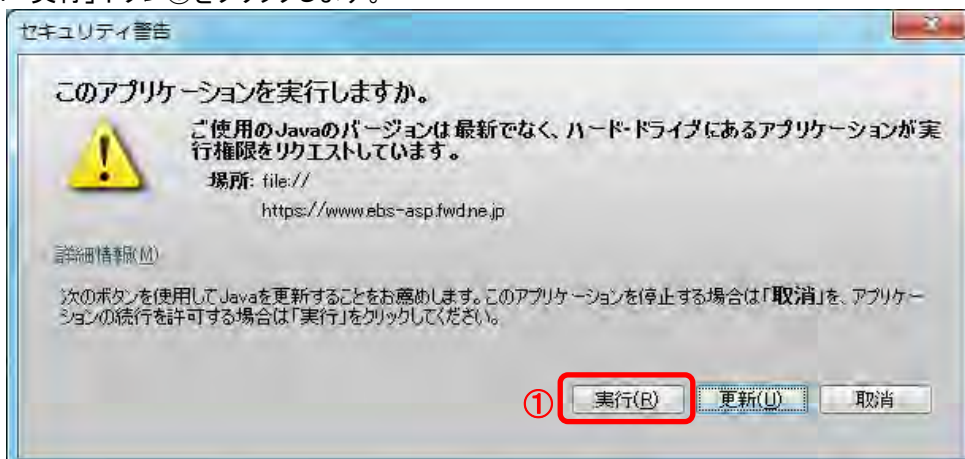 実行」ボタン①をクリックします。
セキュリティ警告
このアプリケーションを実行しますか。
ご使用のJavaのバージョンは最新でなく、ハード・ドライブにあるアプリケーションが実
行権限をリクエストしています。
場所: file://
https://www.ebs-asp.fwd.ne.jp
詳細情報(M)
次のボタンを使用してJavaを更新することをお薦めします。このアプリケーションを停止する場合は「取消」を、アプリケー
ションの続行を許可する場合は「実行」をクリックしてください。
① 実行(R) 更新(U) 取消